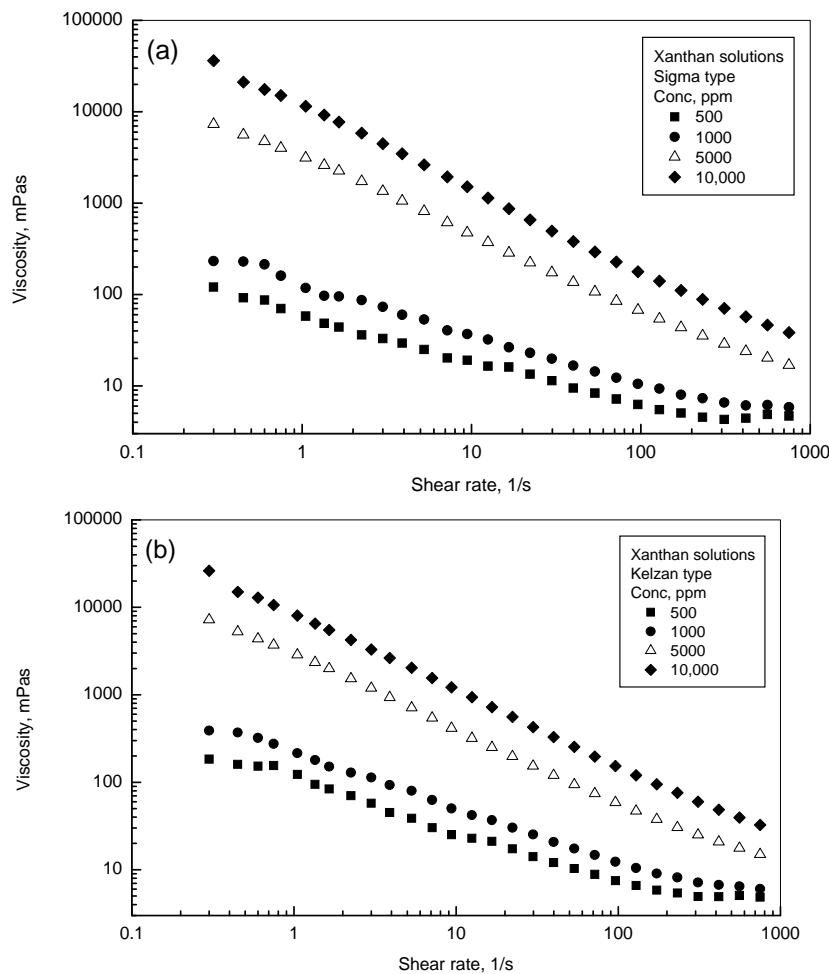 100000
(a)
Xanthan solutions
Sigma type
Conc, ppm
500
1000
5000
10,000
10000
1000
100
10
Viscosity, mPas
0.1
1
10
100
1000
Shear rate, 1/s
100000
(b)
Xanthan solutions
Kelzan type
Conc, ppm
500
1000
5000
10,000
10000
1000
100
10
Viscosity, mPas
0.1
1
10
100
1000
Shear rate, 1/s